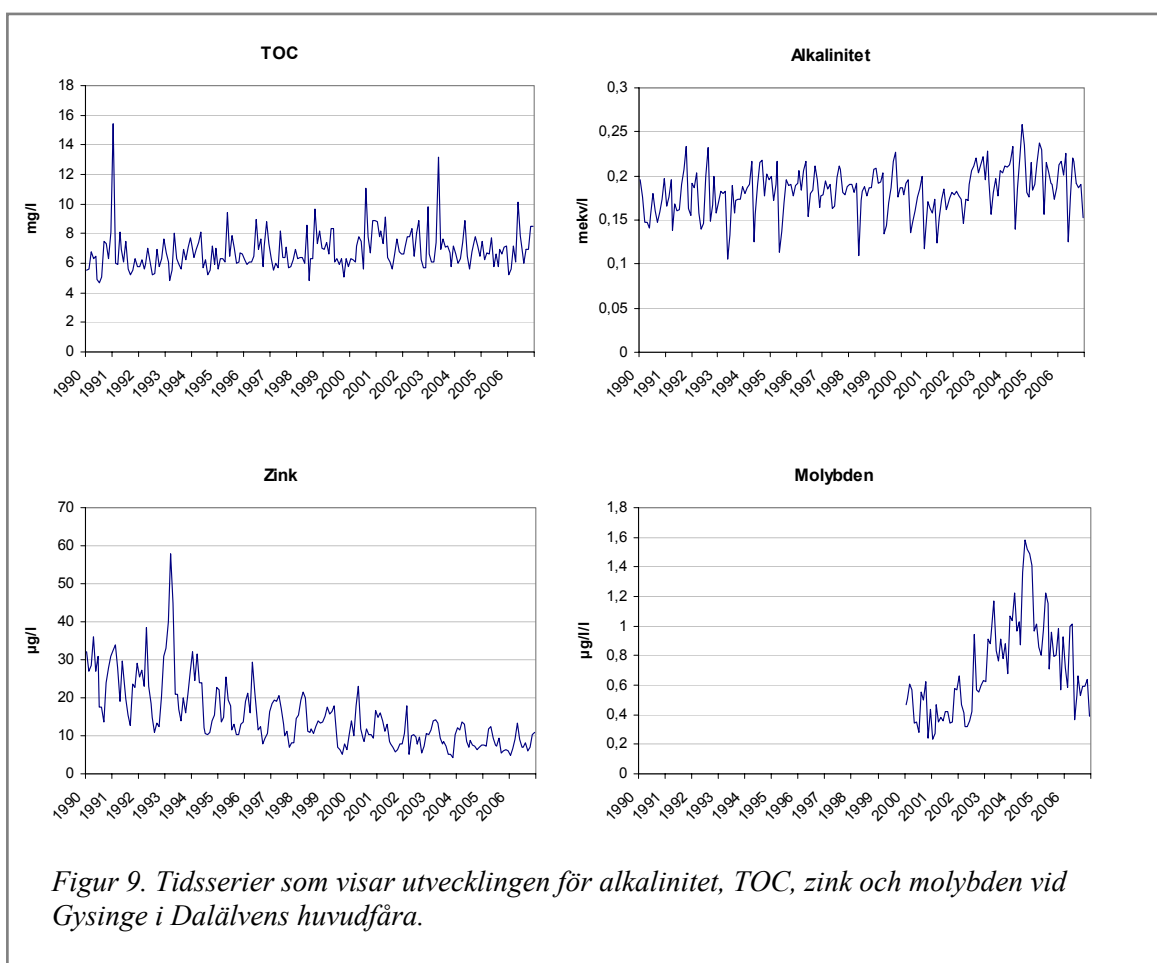 TOC
mg/l
18
16
14
12
10
8
6
4
2
0
1990 1991 1992 1993 1994 1995 1996 1997 1998 1999 2000 2001 2002 2003 2004 2005 2006
Alkalinitet
mekv/l
0,3
0,25
0,2
0,15
0,1
0,05
0
1990 1991 1992 1993 1994 1995 1996 1997 1998 1999 2000 2001 2002 2003 2004 2005 2006
Zink
µg/l
70
60
50
40
30
20
10
0
1990 1991 1992 1993 1994 1995 1996 1997 1998 1999 2000 2001 2002 2003 2004 2005 2006
Molybden
µg/l/l
1,8
1,6
1,4
1,2
1
0,8
0,6
0,4
0,2
0
1990 1991 1992 1993 1994 1995 1996 1997 1998 1999 2000 2001 2002 2003 2004 2005 2006
Figur 9. Tidsserier som visar utvecklingen för alkalinitet, TOC, zink och molybden vid
Gysinge i Dalälvens huvudfåra.